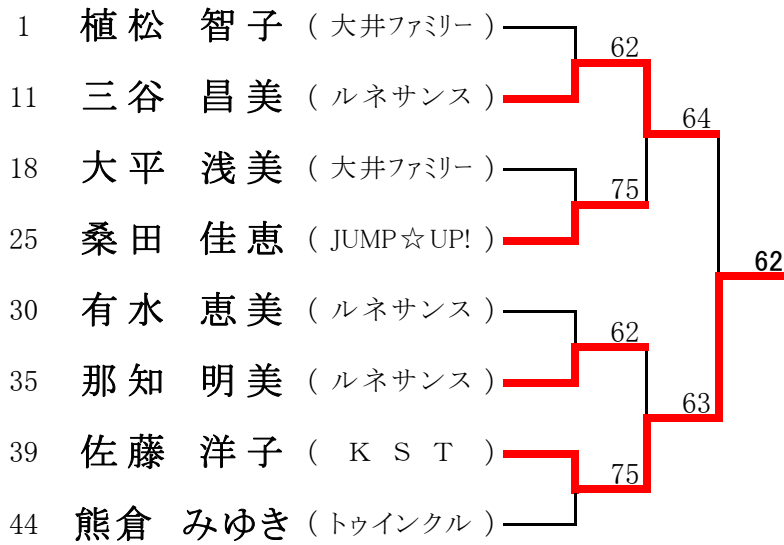 1 植松 智子 ( 大井ファミリー )
62
11 三谷 昌美 ( ルネサンス )
64
18 大平 浅美 ( 大井ファミリー )
75
25 桑田 佳恵 ( JUMP☆UP! )
62
30 有水 恵美 ( ルネサンス )
62
35 那知 明美 ( ルネサンス )
63
39 佐藤 洋子 ( K S T )
75
44 熊倉 みゆき ( トゥインクル )